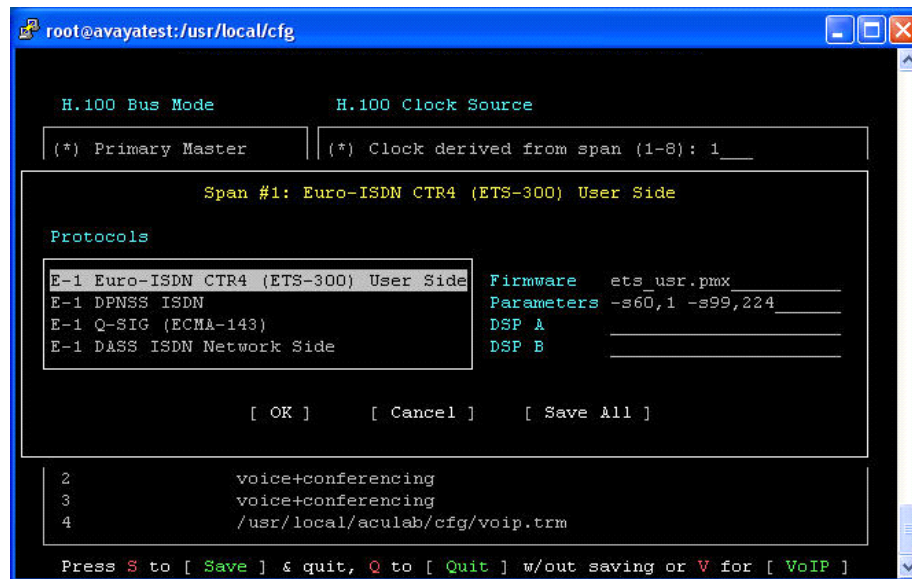 root@avayatest:/usr/local/cfg
H.100 Bus Mode H.100 Clock Source
(*) Primary Master (*) Clock derived from span (1-8): 1___
Span #1: Euro-ISDN CTR4 (ETS-300) User Side
Protocols
E-1 Euro-ISDN CTR4 (ETS-300) User Side Firmware ets_usr.pmx
E-1 DPNSS ISDN Parameters -s60,1 -s99,224
E-1 Q-SIG (ECMA-143) DSP A
E-1 DASS ISDN Network Side DSP B
[ OK ] [ Cancel ] [ Save All ]
2 voice+conferencing
3 voice+conferencing
4 /usr/local/aculab/cfg/voip.trm
Press S to [ Save ] & quit, Q to [ Quit ] w/out saving or V for [ VoIP ]